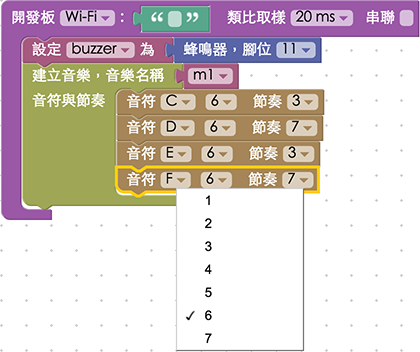 開發板 Wi-Fi : “ ” 類比取樣 20 ms 串聯
設定 buzzer 為 蜂鳴器，腳位 11
建立音樂，音樂名稱 m1
音符與節奏 音符 C 6 節奏 3
音符 D 6 節奏 7
音符 E 6 節奏 3
音符 F 6 節奏 7
1
2
3
4
5
✓ 6
7